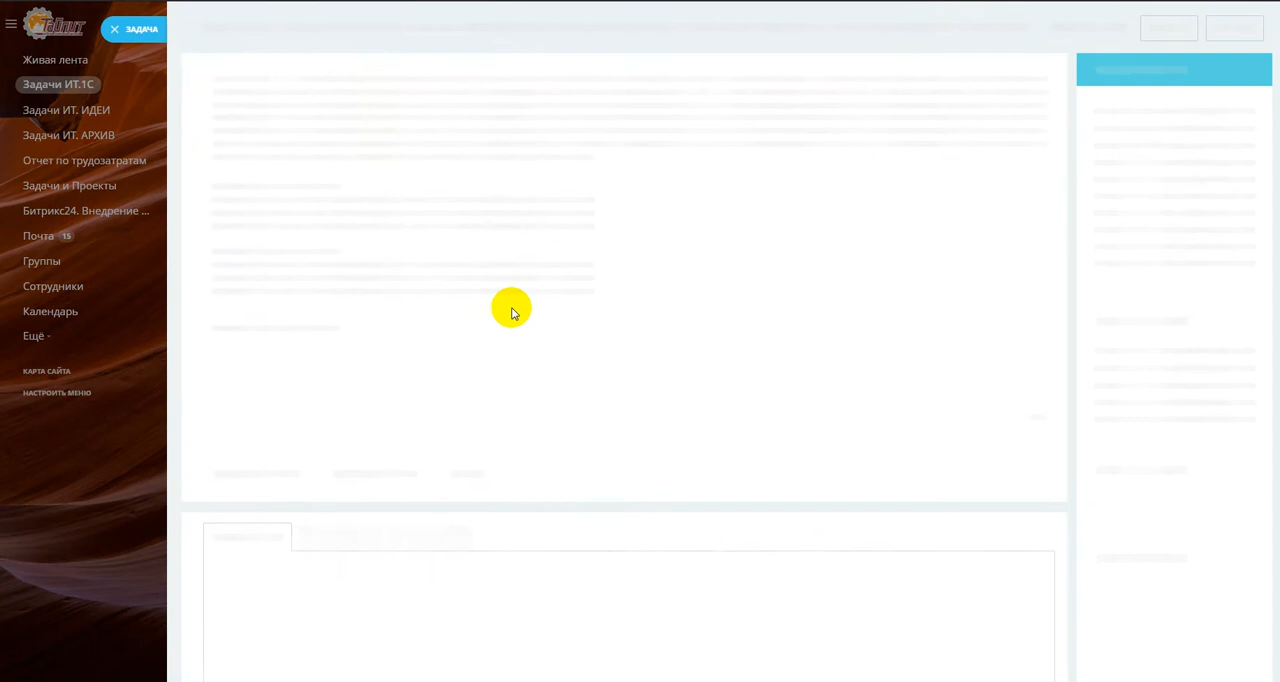 ЗАДАЧА
Живая лента
Задачи ИТ.1С
Задачи ИТ. ИДЕИ
Задачи ИТ. АРХИВ
Отчет по трудозатратам
Задачи и Проекты
Битрикс24. Внедрение ...
Почта 15
Группы
Сотрудники
Календарь
Ещё
КАРТА САЙТА
НАСТРОИТЬ МЕНЮ